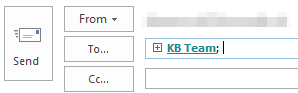 From
Send
To...
KB Team;
Cc...